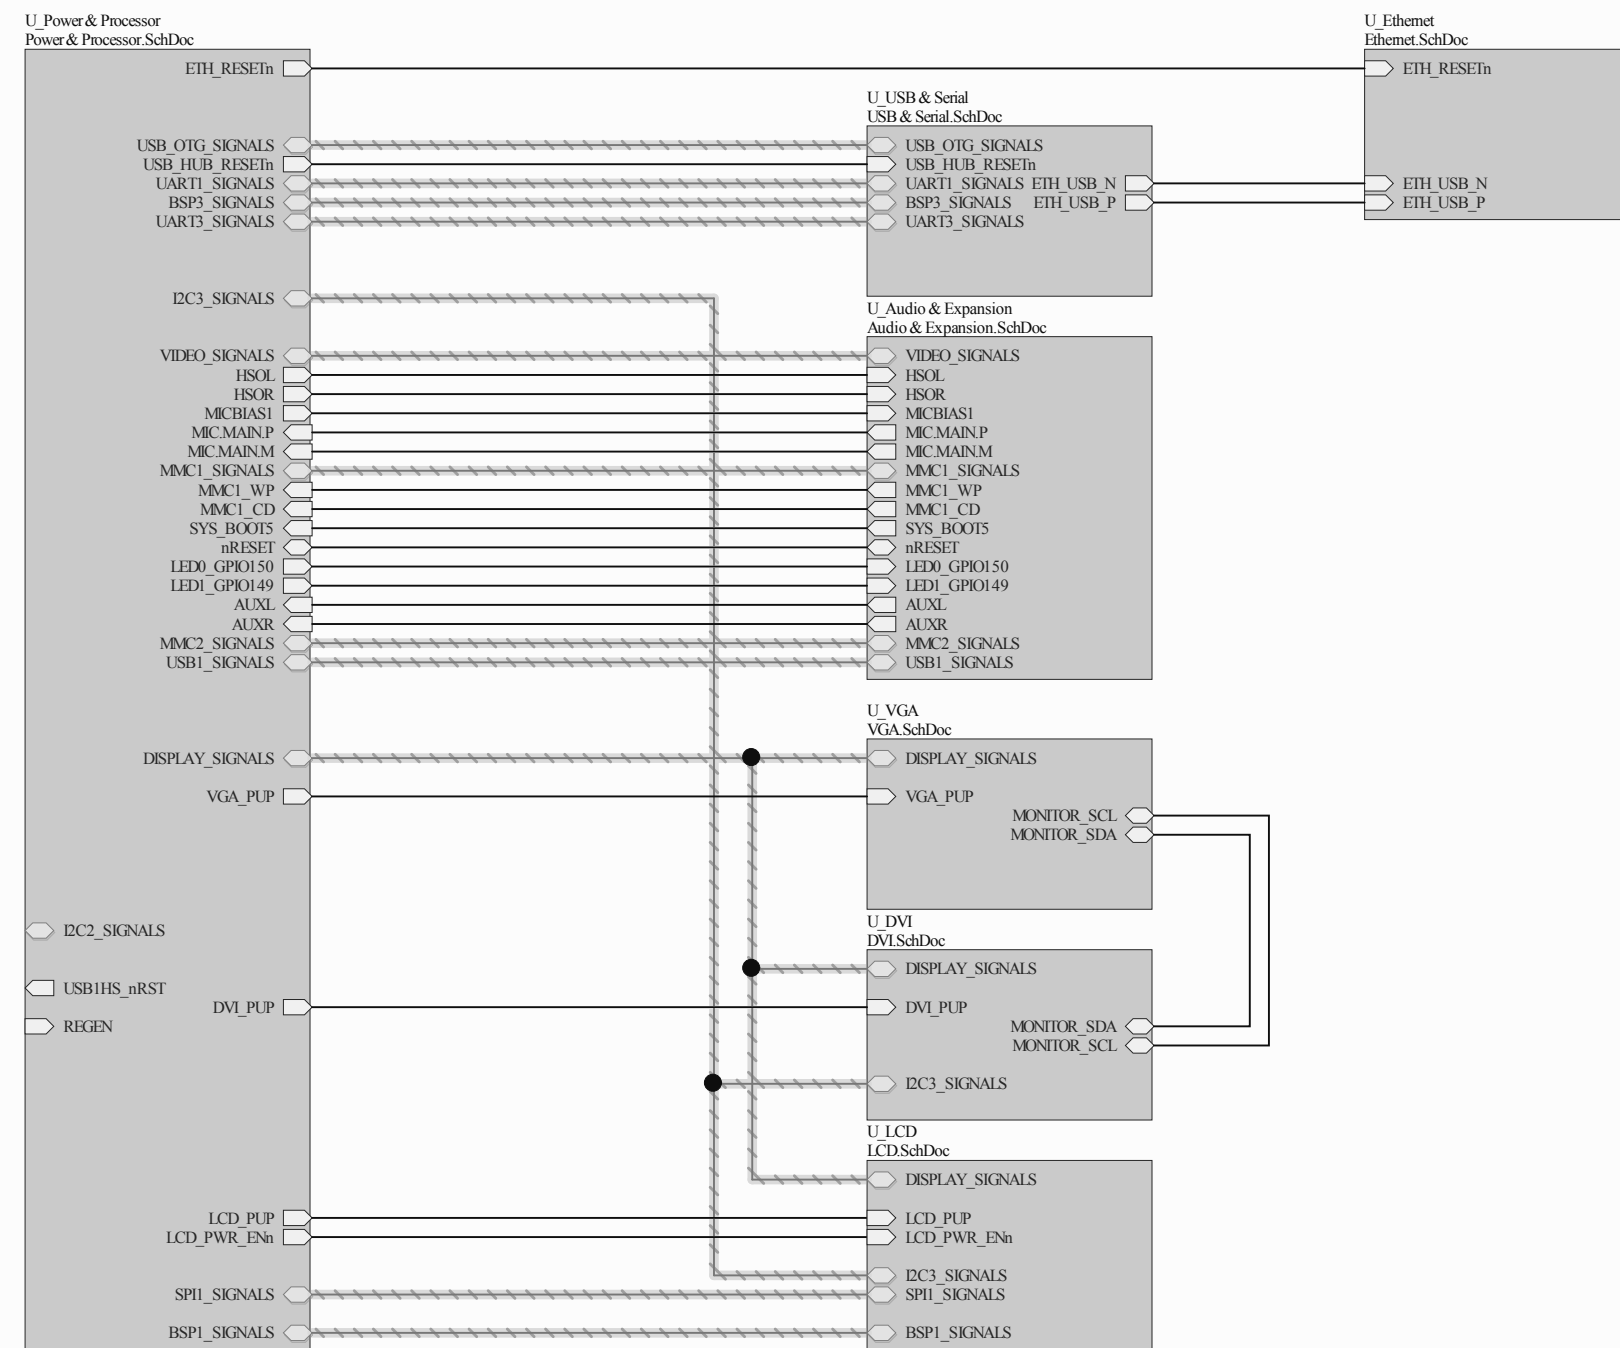 U_Power & Processor
Power & Processor.SchDoc
ETH_RESETn
USB_OTG_SIGNALS
USB_HUB_RESETn
UART1_SIGNALS
BSP3_SIGNALS
UART3_SIGNALS
I2C3_SIGNALS
VIDEO_SIGNALS
HSOL
HSOR
MICBIAS1
MIC.MAIN.P
MIC.MAIN.M
MMC1_SIGNALS
MMC1_WP
MMC1_CD
SYS_BOOT5
nRESET
LED0_GPIO150
LED1_GPIO149
AUXL
AUXR
MMC2_SIGNALS
USB1_SIGNALS
DISPLAY_SIGNALS
VGA_PUP
I2C2_SIGNALS
USB1HS_nRST
DVI_PUP
REGEN
LCD_PUP
LCD_PWR_ENn
SPI1_SIGNALS
BSP1_SIGNALS
U_USB & Serial
USB & Serial.SchDoc
USB_OTG_SIGNALS
USB_HUB_RESETn
UART1_SIGNALS ETH_USB_N
BSP3_SIGNALS ETH_USB_P
UART3_SIGNALS
U_Audio & Expansion
Audio & Expansion.SchDoc
VIDEO_SIGNALS
HSOL
HSOR
MICBIAS1
MIC.MAIN.P
MIC.MAIN.M
MMC1_SIGNALS
MMC1_WP
MMC1_CD
SYS_BOOT5
nRESET
LED0_GPIO150
LED1_GPIO149
AUXL
AUXR
MMC2_SIGNALS
USB1_SIGNALS
U_VGA
VGA.SchDoc
DISPLAY_SIGNALS
VGA_PUP
MONITOR_SCL
MONITOR_SDA
U_DVI
DVI.SchDoc
DISPLAY_SIGNALS
DVI_PUP
MONITOR_SDA
MONITOR_SCL
I2C3_SIGNALS
U_LCD
LCD.SchDoc
DISPLAY_SIGNALS
LCD_PUP
LCD_PWR_ENn
I2C3_SIGNALS
SPI1_SIGNALS
BSP1_SIGNALS
U_Ethernet
Ethernet.SchDoc
ETH_RESETn
ETH_USB_N
ETH_USB_P